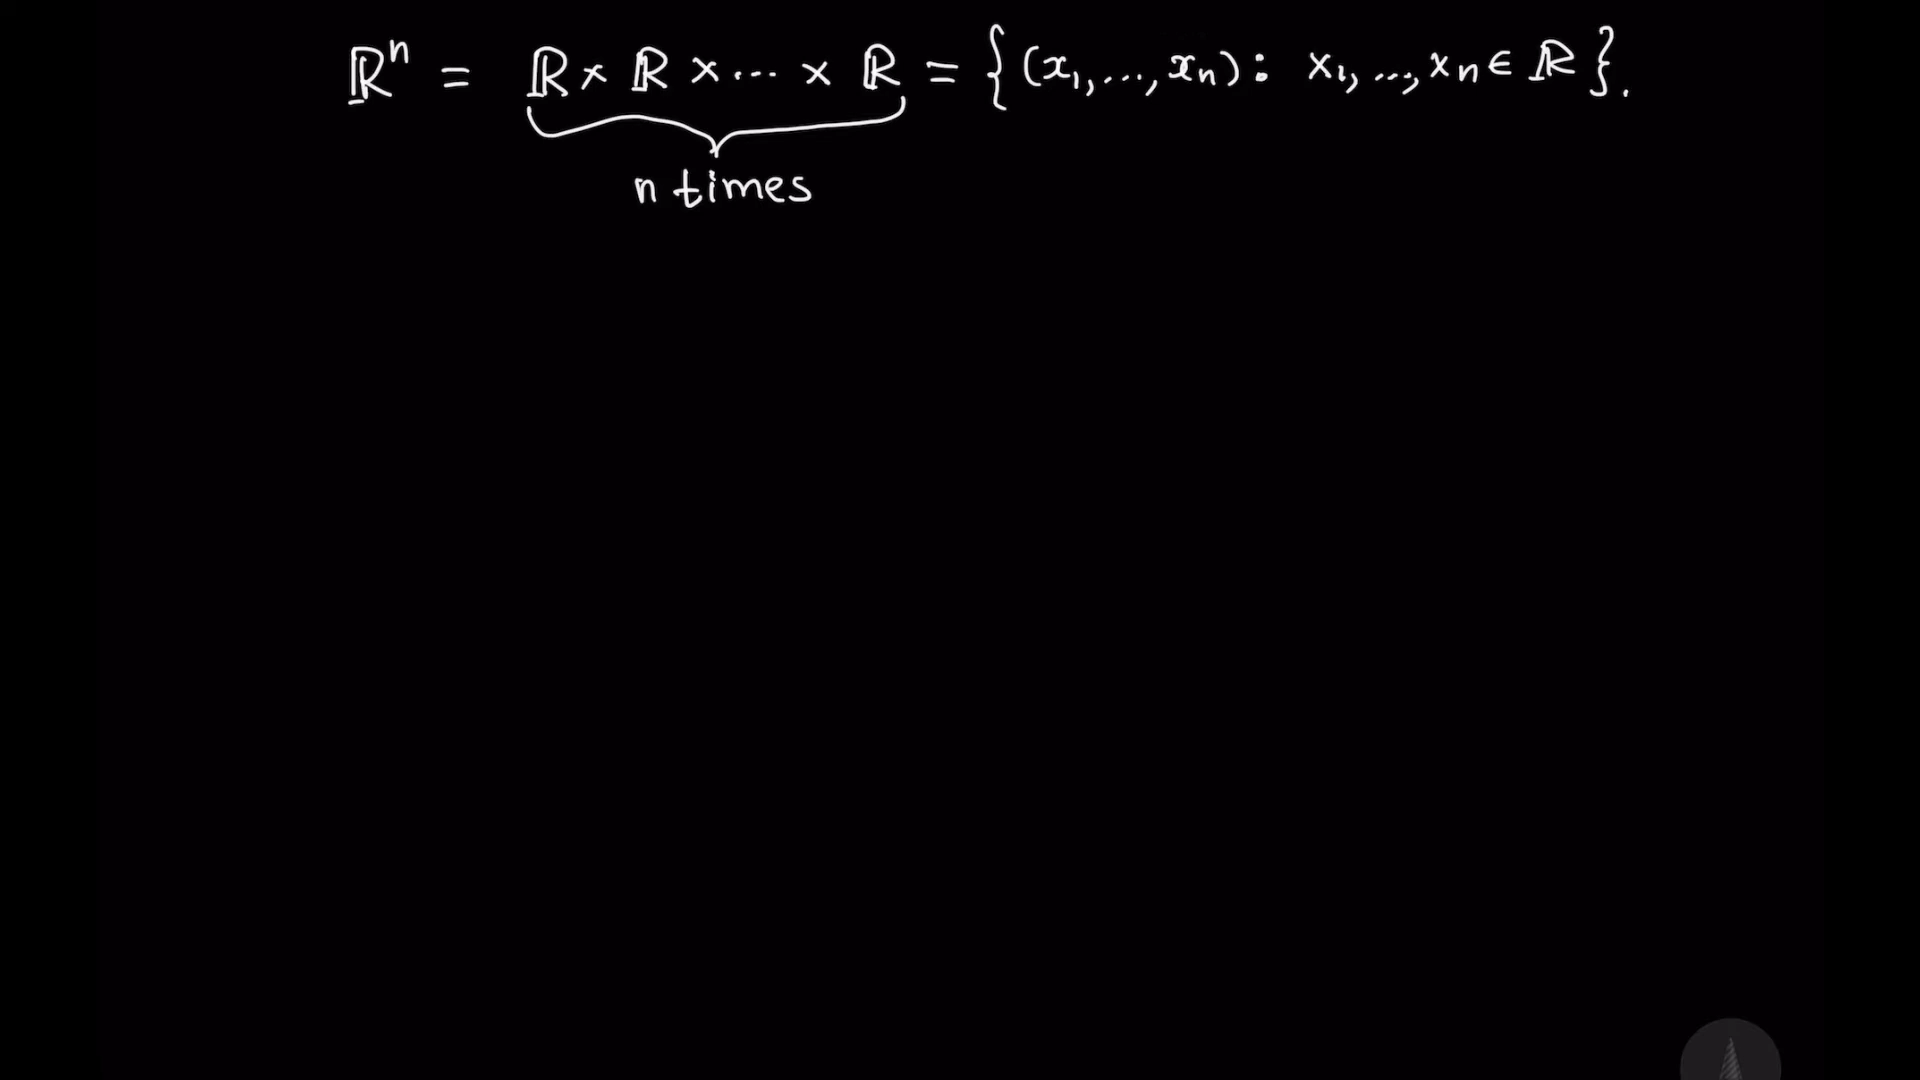 ℝⁿ = ℝ × ℝ × ... × ℝ = {(x₁, ..., xₙ) : x₁, ..., xₙ ∈ ℝ}.
n times